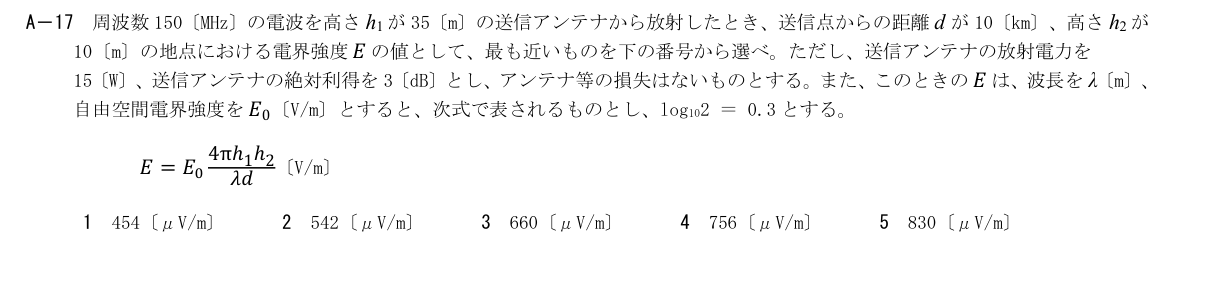 A－17 周波数 150〔MHz〕の電波を高さ h₁ が 35〔m〕の送信アンテナから放射したとき、送信点からの距離 d が 10〔km〕、高さ h₂ が
10〔m〕の地点における電界強度 E の値として、最も近いものを下の番号から選べ。ただし、送信アンテナの放射電力を
15〔W〕、送信アンテナの絶対利得を 3〔dB〕とし、アンテナ等の損失はないものとする。また、このときの E は、波長を λ〔m〕、
自由空間電界強度を E₀〔V/m〕とすると、次式で表されるものとし、log₁₀2 ＝ 0.3 とする。
E = E₀ 4πh₁h₂/λd〔V/m〕
1 454〔μV/m〕 2 542〔μV/m〕 3 660〔μV/m〕 4 756〔μV/m〕 5 830〔μV/m〕